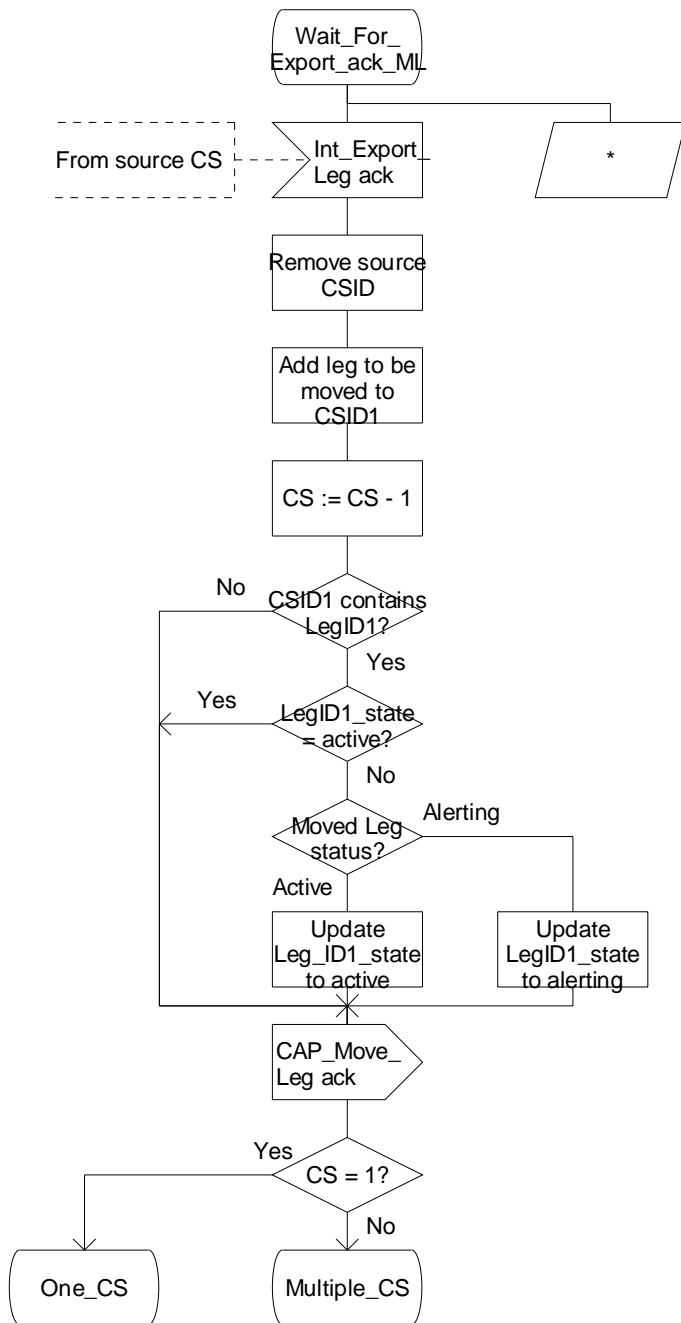 Wait_For_
Export_ack_ML
From source CS
Int_Export_
Leg ack
*
Remove source
CSID
Add leg to be
moved to
CSID1
CS := CS - 1
No
CSID1 contains
LegID1?
Yes
Yes
LegID1_state
= active?
No
Moved Leg
status?
Alerting
Active
Update
Leg_ID1_state
to active
Update
LegID1_state
to alerting
CAP_Move_
Leg ack
Yes
CS = 1?
No
One_CS
Multiple_CS